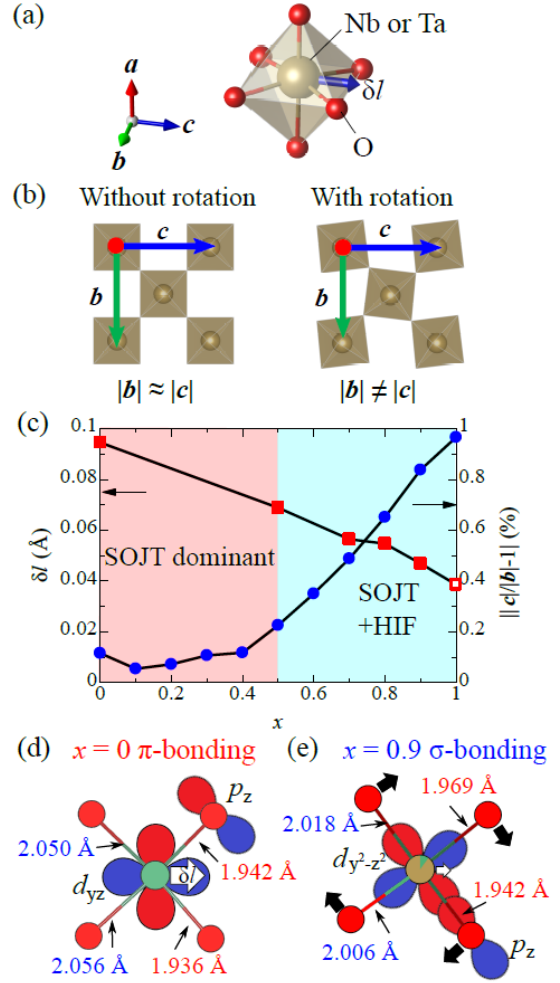 (a)
Nb or Ta
δl
O
a
c
b
(b)
Without rotation
With rotation
c
b
c
b
|b| ≈ |c|
|b| ≠ |c|
(c)
0.1
0.08
0.06
0.04
0.02
0
δl (Å)
1
0.8
0.6
0.4
0.2
0
||c|/|b|-1| (%)
SOJT dominant
SOJT
+HIF
0 0.2 0.4 0.6 0.8 1
x
(d) x = 0 π-bonding
pz
2.050 Å
1.942 Å
dyz
δl
2.056 Å
1.936 Å
(e) x = 0.9 σ-bonding
1.969 Å
2.018 Å
dy²-z²
1.942 Å
2.006 Å
pz